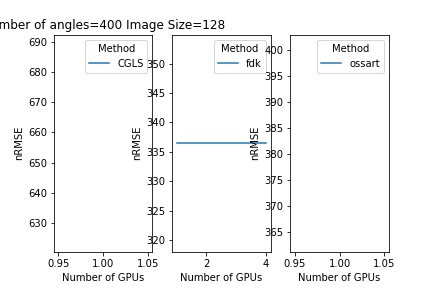 mber of angles=400 Image Size=128
Method
CGLS
690
680
670
660
650
640
630
nRMSE
0.95
1.00
1.05
Number of GPUs
Method
fdk
350
345
340
335
330
325
320
nRMSE
2
4
Number of GPUs
Method
ossart
400
395
390
385
380
375
370
365
nRMSE
0.95
1.00
1.05
Number of GPUs